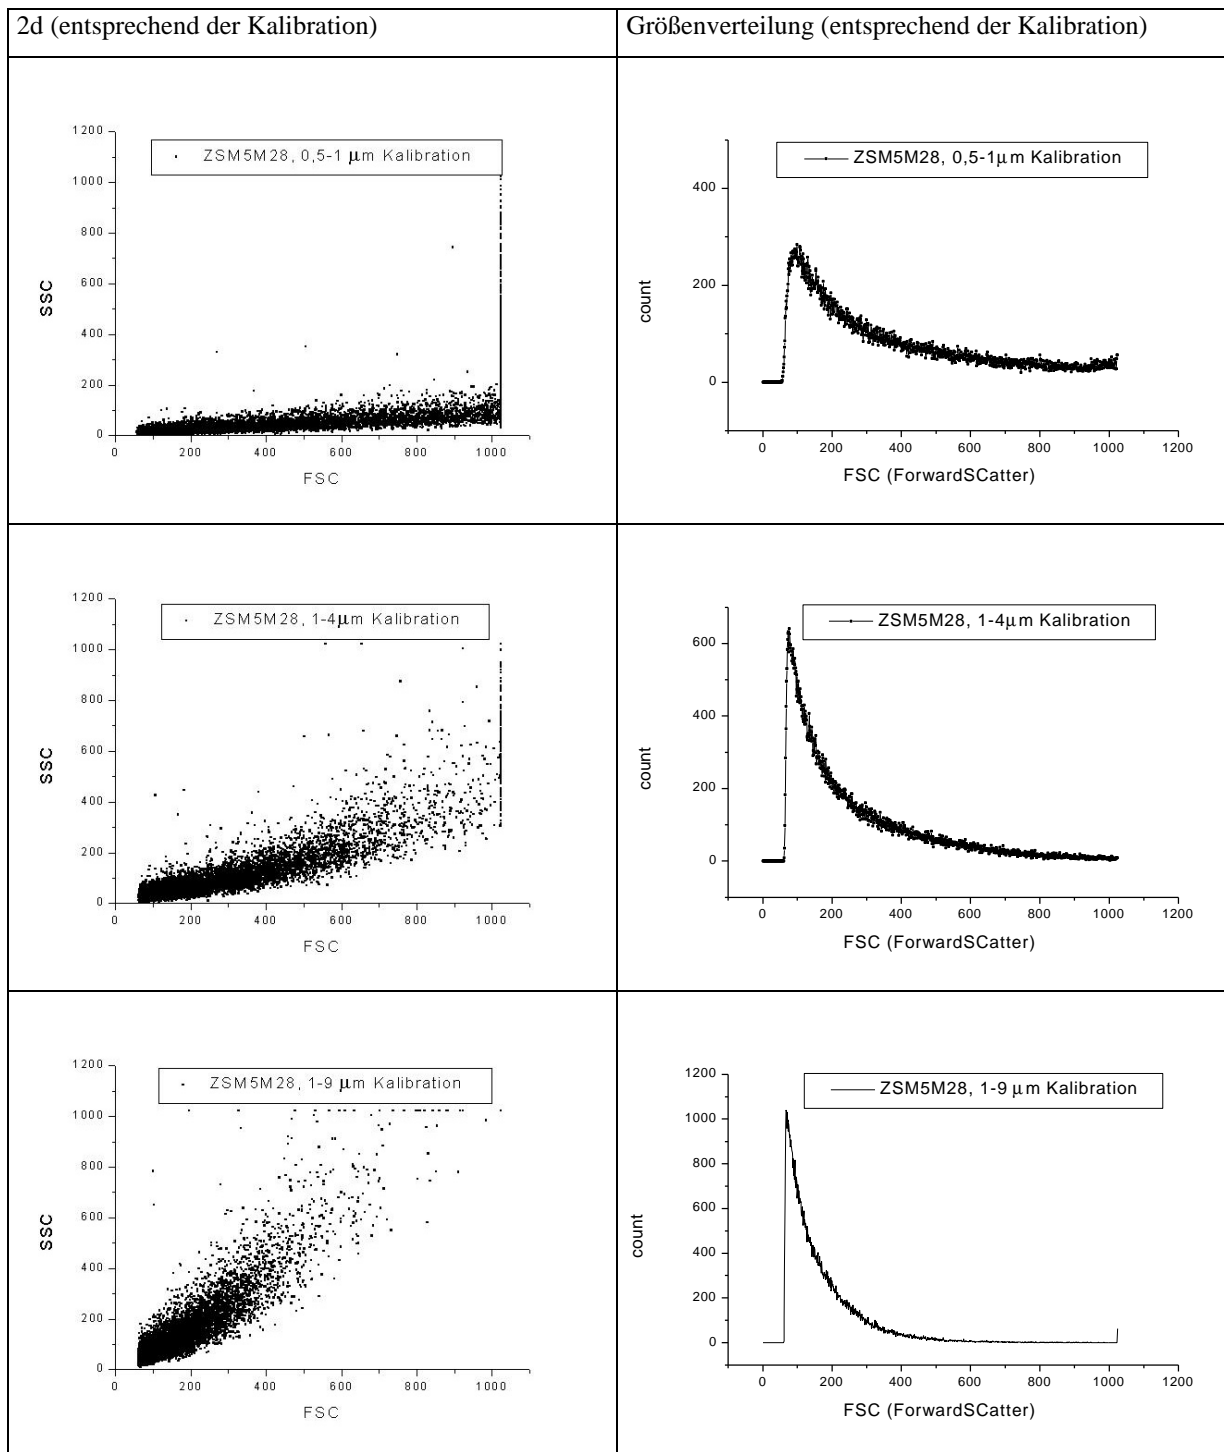 2d (entsprechend der Kalibration)
Größenverteilung (entsprechend der Kalibration)
1200
1000
800
600
400
200
0
SSC
ZSM5M28, 0,5-1 µm Kalibration
0 200 400 600 800 1000
FSC
400
200
0
count
ZSM5M28, 0,5-1µm Kalibration
0 200 400 600 800 1000 1200
FSC (ForwardSCatter)
1200
1000
800
600
400
200
0
SSC
ZSM5M28, 1-4µm Kalibration
0 200 400 600 800 1000
FSC
600
400
200
0
count
ZSM5M28, 1-4µm Kalibration
0 200 400 600 800 1000 1200
FSC (ForwardSCatter)
1200
1000
800
600
400
200
0
SSC
ZSM5M28, 1-9 µm Kalibration
0 200 400 600 800 1000
FSC
1200
1000
800
600
400
200
0
count
ZSM5M28, 1-9 µm Kalibration
0 200 400 600 800 1000 1200
FSC (ForwardSCatter)